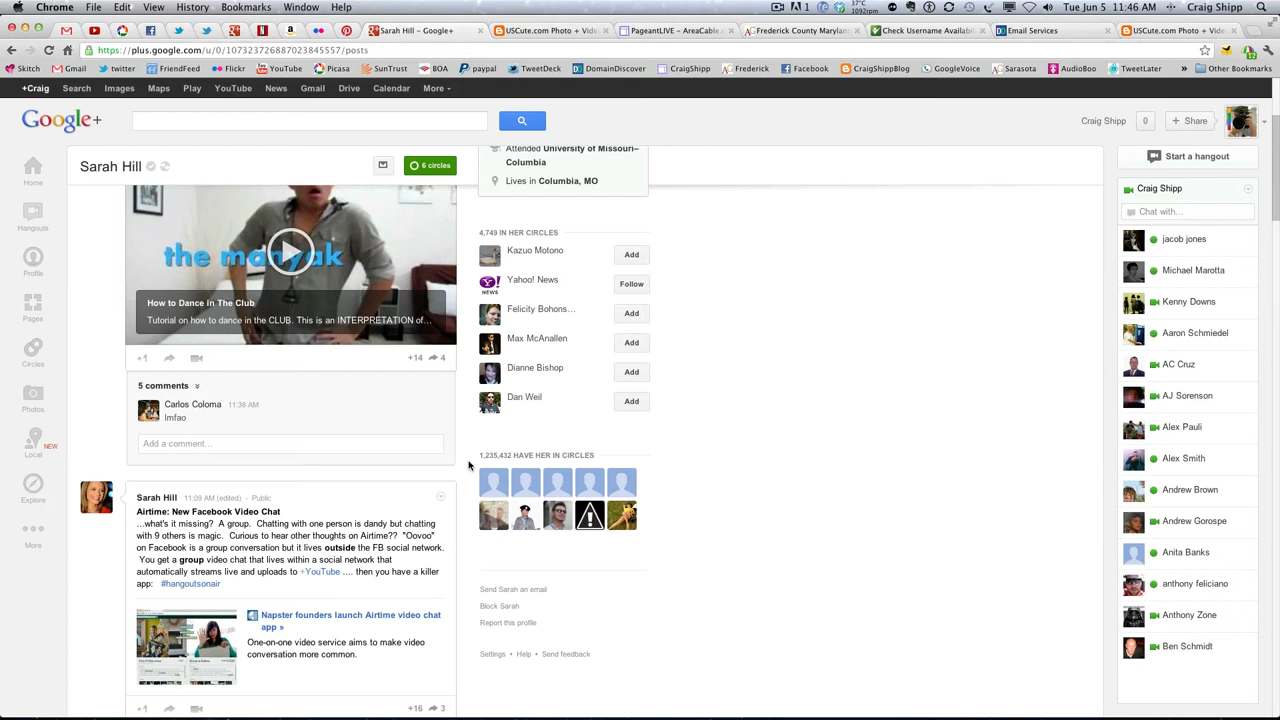 Chrome File Edit View History Bookmarks Window Help
1 37°C 1092rpm Tue Jun 5 11:46 AM Craig Shipp
Sarah Hill – Google+ USCute.com Photo + Vide PageantLIVE – AreaCable. Frederick County Marylan Check Username Availabil Email Services USCute.com Photo + Vide
https://plus.google.com/u/0/107323726887023845557/posts
Skitch Gmail twitter FriendFeed Flickr YouTube Picasa SunTrust BOA paypal TweetDeck DomainDiscover CraigShipp Frederick Facebook CraigShippBlog GoogleVoice Sarasota AudioBoo TweetLater Other Bookmarks
+Craig Search Images Maps Play YouTube News Gmail Drive Calendar More
Google+
Craig Shipp 0 + Share
Home
Hangouts
Profile
Pages
Circles
Photos
Local NEW
Explore
More
Sarah Hill
6 circles
the manyak
How to Dance in The Club
Tutorial on how to dance in the CLUB. This is an INTERPRETATION of...
+1 +14 4
5 comments
Carlos Coloma 11:38 AM
lmfao
Add a comment...
Sarah Hill 11:09 AM (edited) - Public
Airtime: New Facebook Video Chat
...what's it missing? A group. Chatting with one person is dandy but chatting
with 9 others is magic. Curious to hear other thoughts on Airtime?? "Oovoo"
on Facebook is a group conversation but it lives outside the FB social network.
You get a group video chat that lives within a social network that
automatically streams live and uploads to +YouTube .... then you have a killer
app: #hangoutsonair
Napster founders launch Airtime video chat
app »
One-on-one video service aims to make video
conversation more common.
+1 +16 3
Attended University of Missouri–
Columbia
Lives in Columbia, MO
4,749 IN HER CIRCLES
Kazuo Motono Add
Yahoo! News Follow
Y! NEWS
Felicity Bohons... Add
Max McAnallen Add
Dianne Bishop Add
Dan Weil Add
1,235,432 HAVE HER IN CIRCLES
Send Sarah an email
Block Sarah
Report this profile
Settings • Help • Send feedback
Start a hangout
Craig Shipp
Chat with...
jacob jones
Michael Marotta
Kenny Downs
Aaron Schmiedel
AC Cruz
AJ Sorenson
Alex Pauli
Alex Smith
Andrew Brown
Andrew Gorospe
Anita Banks
anthony feliciano
Anthony Zone
Ben Schmidt